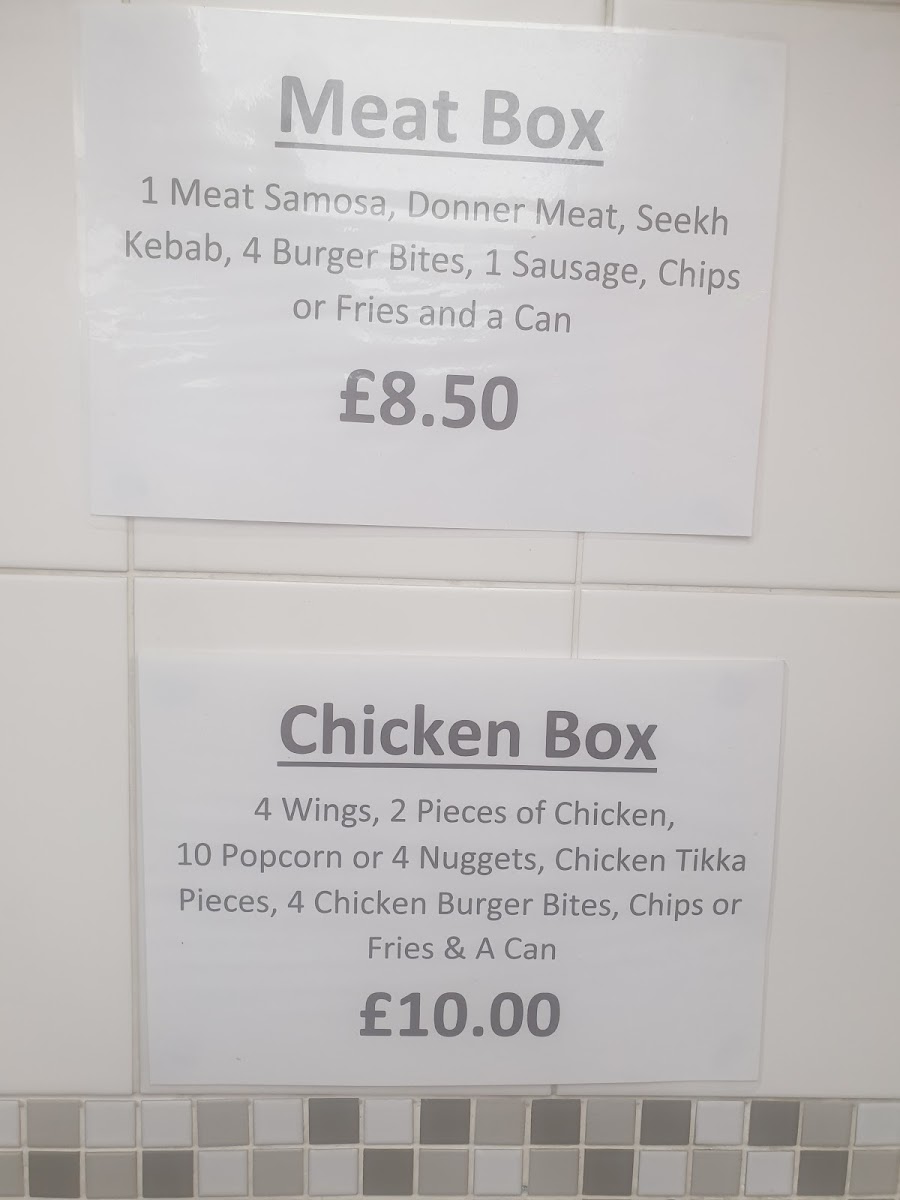 Meat Box
1 Meat Samosa, Donner Meat, Seekh
Kebab, 4 Burger Bites, 1 Sausage, Chips
or Fries and a Can
£8.50
Chicken Box
4 Wings, 2 Pieces of Chicken,
10 Popcorn or 4 Nuggets, Chicken Tikka
Pieces, 4 Chicken Burger Bites, Chips or
Fries & A Can
£10.00